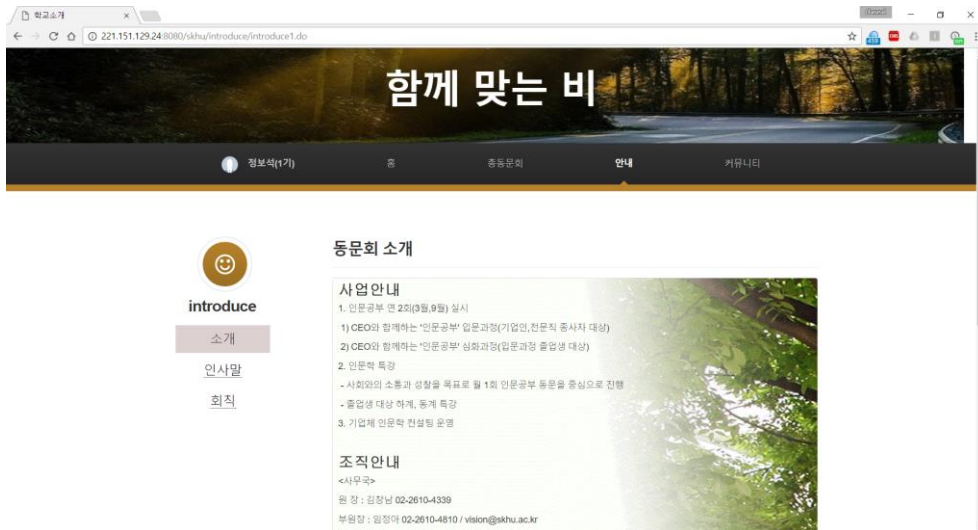 학교소개
221.151.129.24:8080/skhu/introduce/introduce1.do
함께 맞는 비
정보석(1기)
홈
총동문회
안내
커뮤니티
introduce
소개
인사말
회칙
동문회 소개
사업안내
1. 인문공부 연 2회(3월,9월) 실시
1) CEO와 함께하는 '인문공부' 입문과정(기업인,전문직 종사자 대상)
2) CEO와 함께하는 '인문공부' 심화과정(입문과정 졸업생 대상)
2. 인문학 특강
- 사회와의 소통과 성찰을 목표로 월 1회 인문공부 동문을 중심으로 진행
- 졸업생 대상 하계, 동계 특강
3. 기업체 인문학 컨설팅 운영
조직안내
<사무국>
원 장 : 김창남 02-2610-4339
부원장 : 임정아 02-2610-4810 / vision@skhu.ac.kr